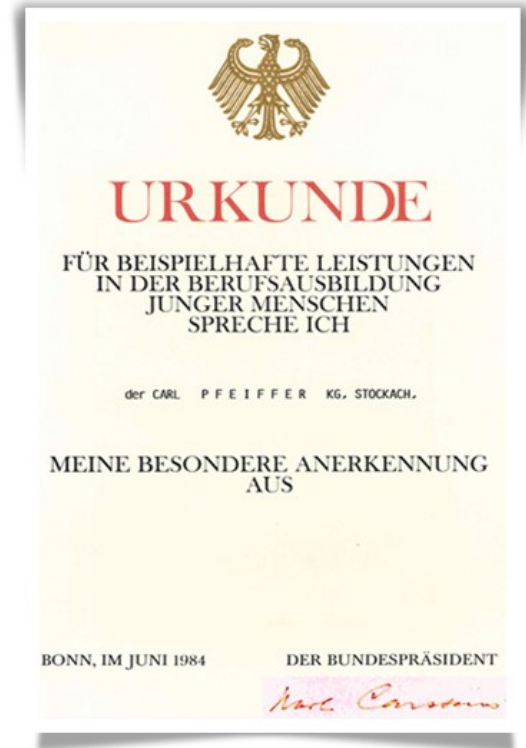 URKUNDE
FÜR BEISPIELHAFTE LEISTUNGEN
IN DER BERUFSAUSBILDUNG
JUNGER MENSCHEN
SPRECHE ICH
der CARL PFEIFFER KG, STOCKACH,
MEINE BESONDERE ANERKENNUNG
AUS
BONN, IM JUNI 1984 DER BUNDESPRÄSIDENT
Karl Carstens